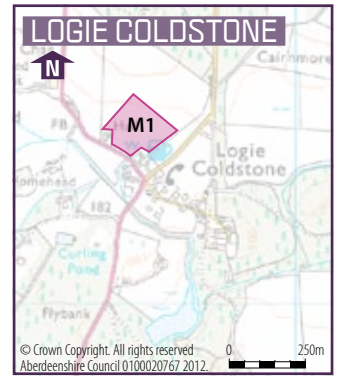 LOGIE COLDSTONE
N
Cairnmore
M1
FB
W
Logie
Coldstone
182
Curling
Pond
Flybank
© Crown Copyright. All rights reserved
Aberdeenshire Council 0100020767 2012.
0 250m